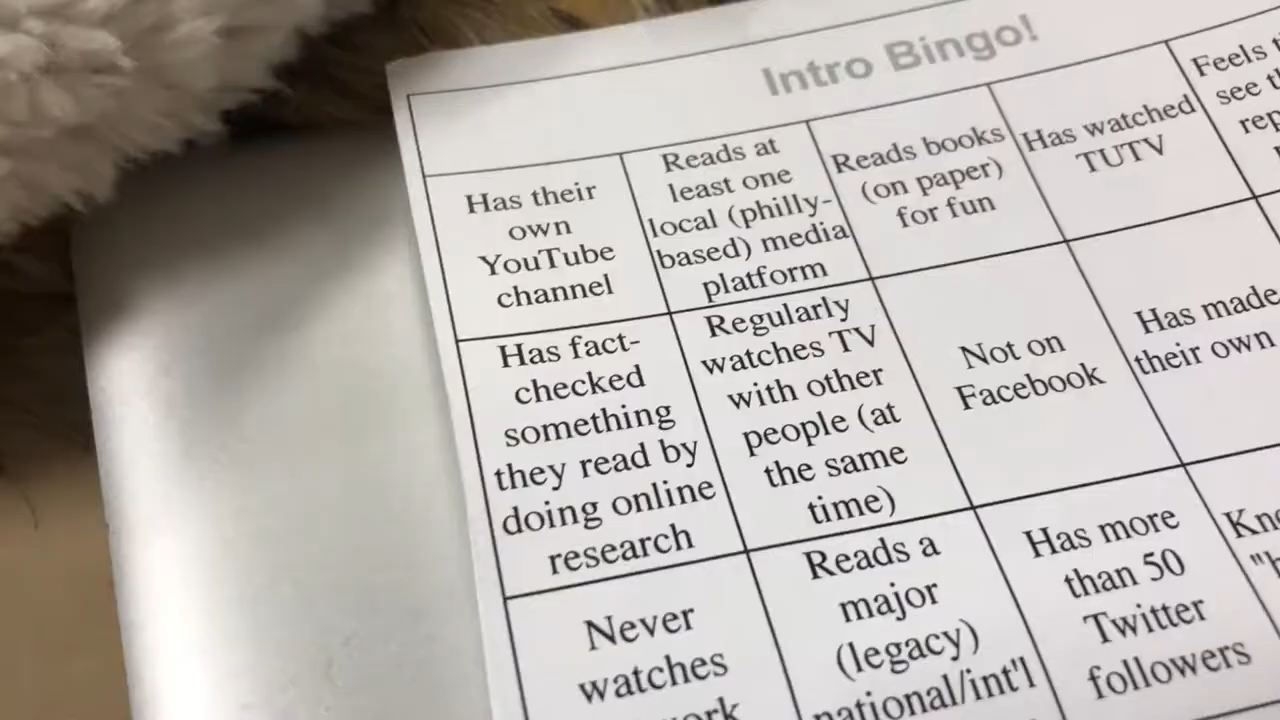 Intro Bingo!
Has their
own
YouTube
channel
Reads at
least one
local (philly-
based) media
platform
Reads books
(on paper)
for fun
Has watched
TUTV
Feels
see
Has fact-
checked
something
they read by
doing online
research
Regularly
watches TV
with other
people (at
the same
time)
Not on
Facebook
Has made
their own
Never
watches
Reads a
major
(legacy)
national/int'l
Has more
than 50
Twitter
followers